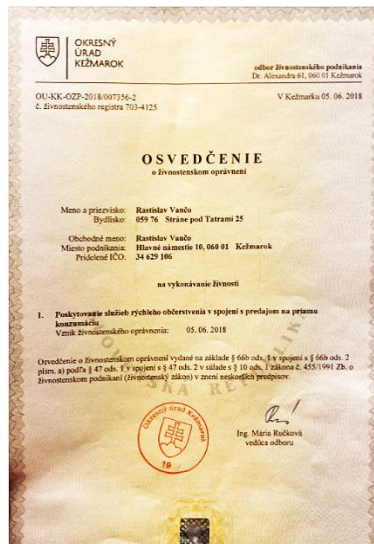 OKRESNÝ
ÚRAD
KEŽMAROK
odbor živnostenského podnikania
Dr. Alexandra 61, 060 01 Kežmarok
OU-KK-OZP-2018/007356-2
V Kežmarku 05. 06. 2018
č. živnostenského registra 703-4125
OSVEDČENIE
o živnostenskom oprávnení
Meno a priezvisko: Rastislav Vančo
Bydlisko: 059 76 Stráne pod Tatrami 25
Obchodné meno: Rastislav Vančo
Miesto podnikania: Hlavné námestie 10, 060 01 Kežmarok
Pridelené IČO: 34 629 106
na vykonávanie živnosti
1. Poskytovanie služieb rýchleho občerstvenia v spojení s predajom na priamu
konzumáciu
Vznik živnostenského oprávnenia: 05. 06. 2018
Osvedčenie o živnostenskom oprávnení vydané na základe § 66b ods. 1 v spojení s § 66b ods. 2
písm. a) podľa § 47 ods. 1 v spojení s § 47 ods. 2 v súlade s § 10 ods. 1 zákona č. 455/1991 Zb. o
živnostenskom podnikaní (živnostenský zákon) v znení neskorších predpisov.
Okresný úrad Kežmarok
19
Ing. Mária Ručková
vedúca odboru